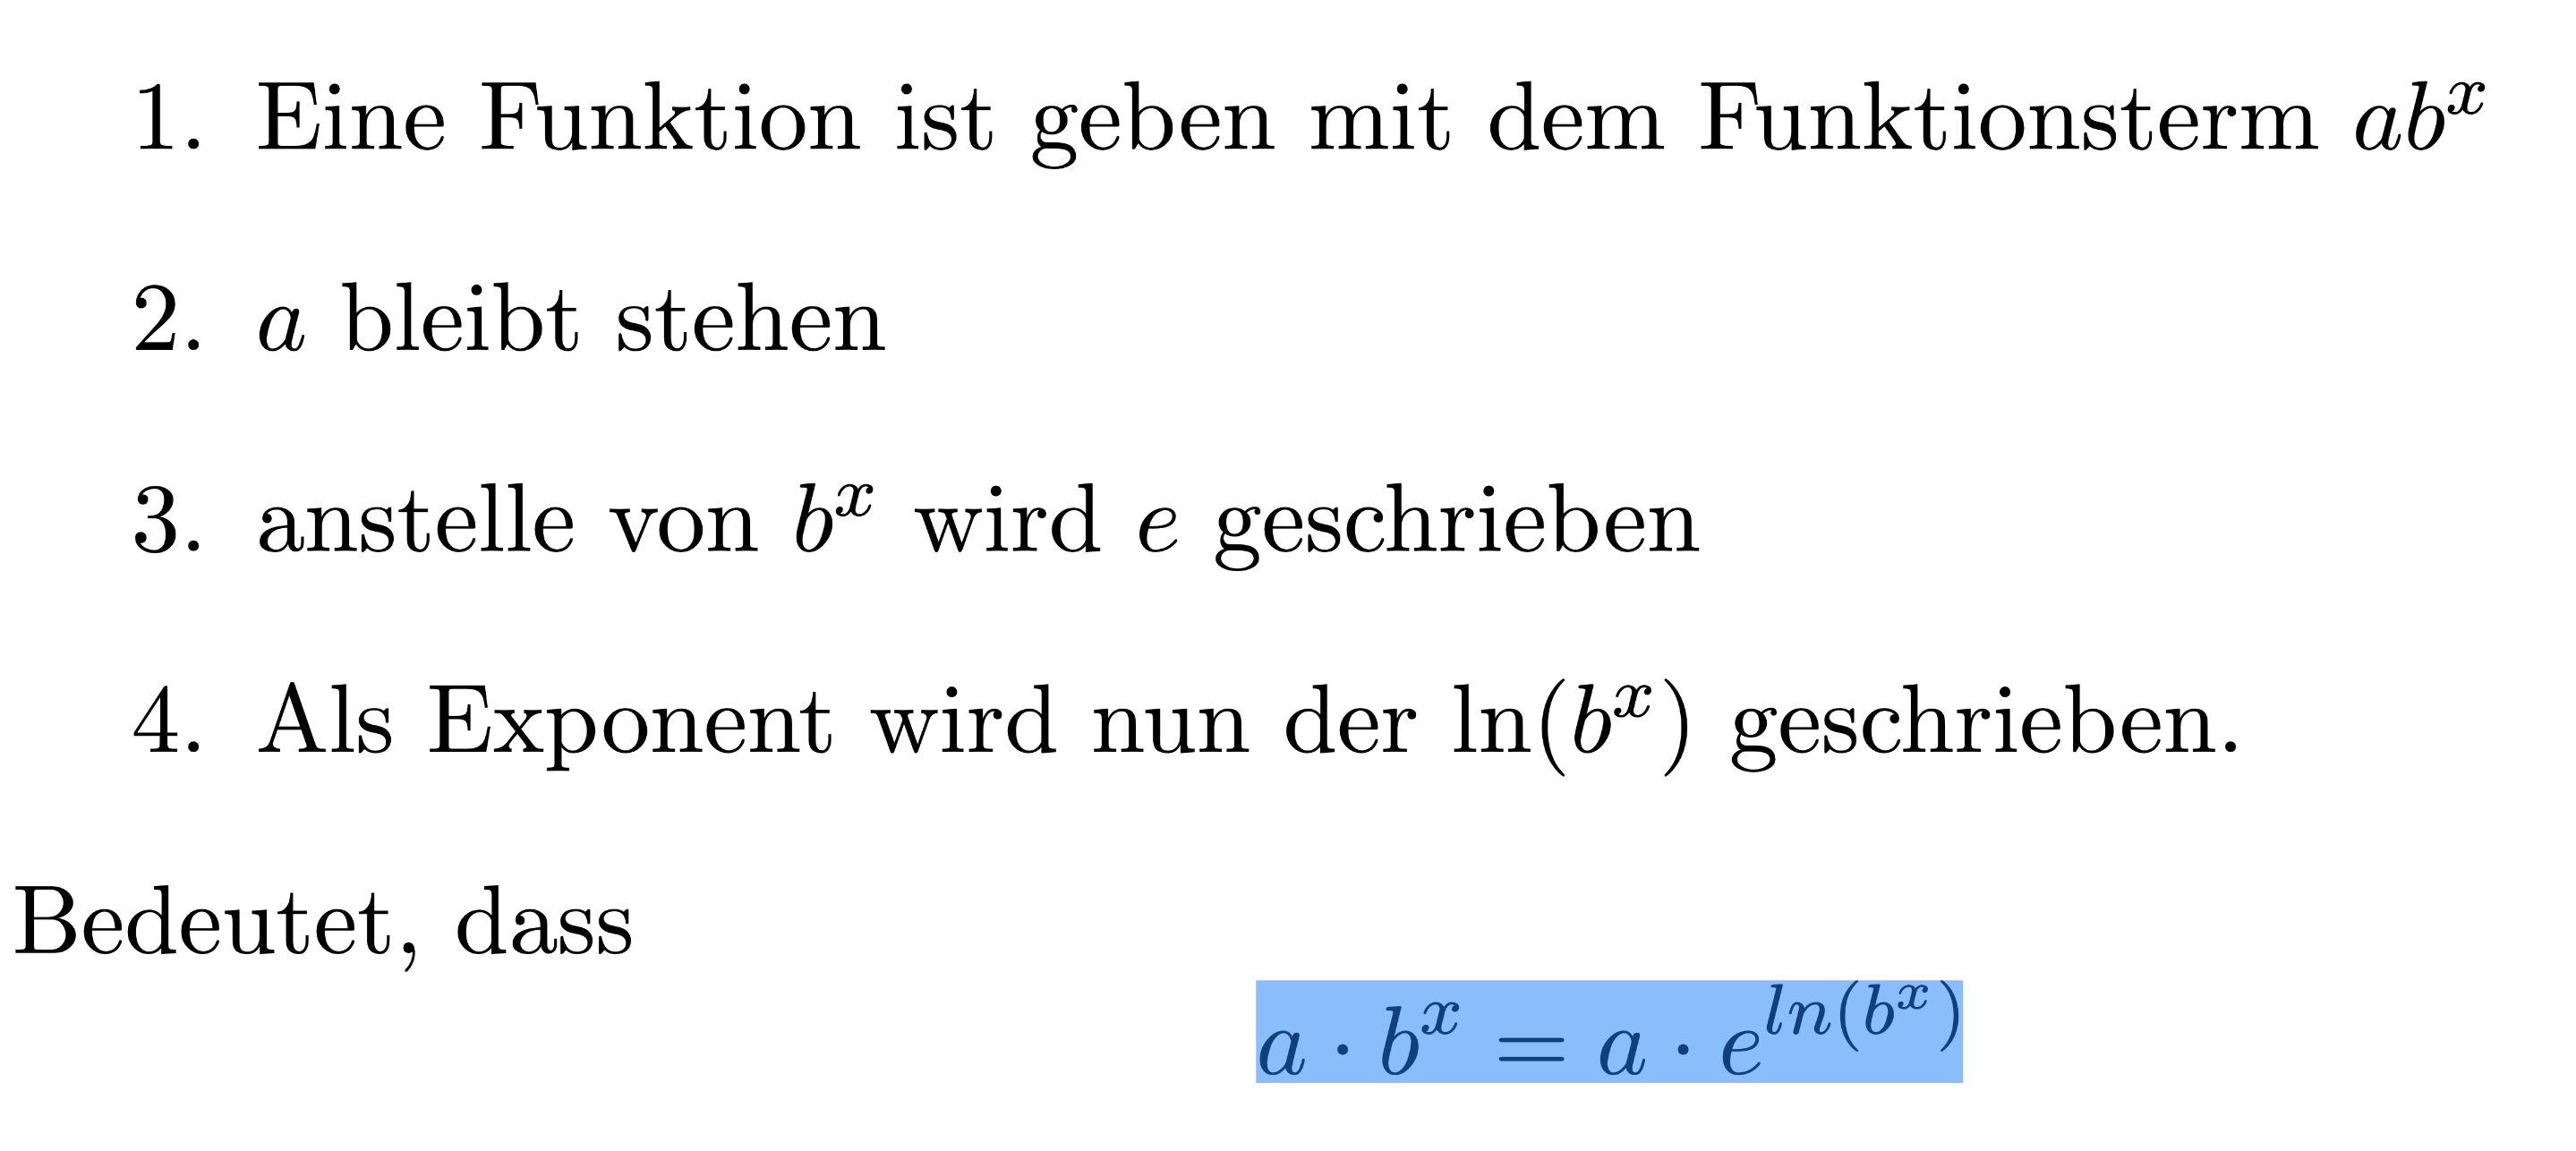 1. Eine Funktion ist geben mit dem Funktionsterm $ab^x$
2. $a$ bleibt stehen
3. anstelle von $b^x$ wird $e$ geschrieben
4. Als Exponent wird nun der $\ln(b^x)$ geschrieben.
Bedeutet, dass
$a \cdot b^x = a \cdot e^{ln(b^x)}$